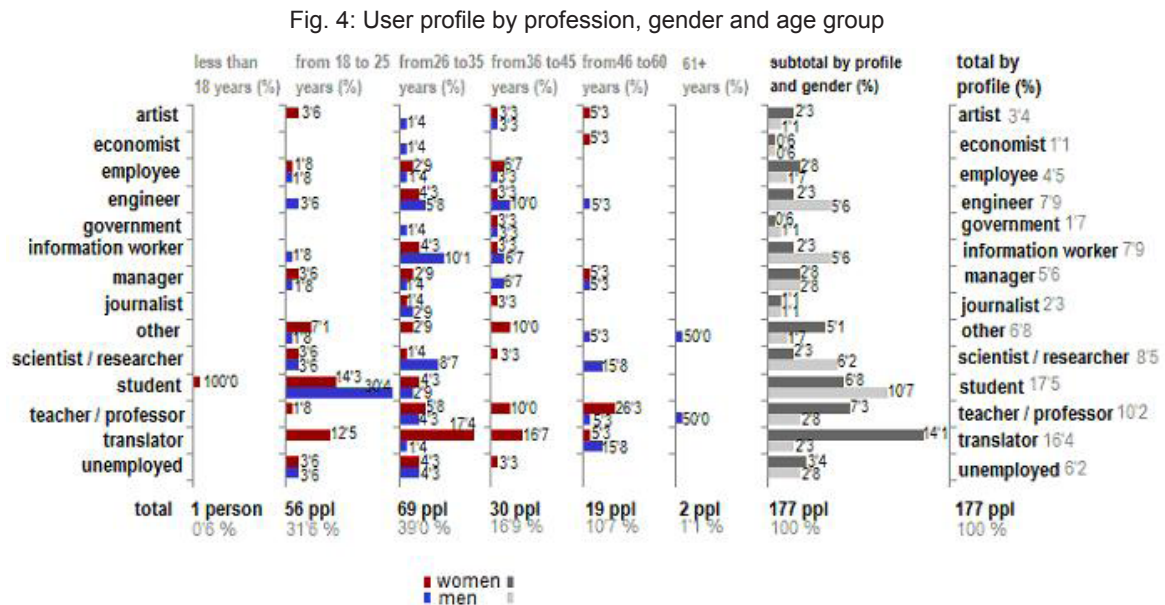 Fig. 4: User profile by profession, gender and age group
less than from 18 to 25 from26 to35 from36 to45 from46 to60 61+ subtotal by profile total by
18 years (%) years (%) years (%) years (%) years (%) years (%) and gender (%) profile (%)
artist 3'6 3'3 5'3 2'3 artist 3'4
1'4 3'3 1'1
economist 5'3 0'6 economist 1'1
1'4 0'6
employee 1'8 2'9 6'7 2'8 employee 4'5
1'8 1'4 3'3 1'7
engineer 4'3 3'3 2'3 engineer 7'9
3'6 5'8 10'0 5'3 5'6
government 3'3 0'6 government 1'7
1'4 3'3 1'1
information worker 4'3 3'3 2'3 information worker 7'9
1'8 10'1 6'7 5'6
manager 3'6 2'9 5'3 2'8 manager 5'6
1'8 1'4 6'7 5'3 2'8
journalist 1'4 3'3 1'1 journalist 2'3
2'9 1'1
other 7'1 2'9 10'0 5'1 other 6'8
1'8 5'3 50'0 1'7
scientist / researcher 3'6 1'4 3'3 2'3 scientist / researcher 8'5
3'6 8'7 15'8 6'2
student 100'0 14'3 4'3 6'8 student 17'5
30'4 2'9 10'7
teacher / professor 1'8 5'8 10'0 26'3 7'3 teacher / professor 10'2
4'3 5'3 50'0 2'8
translator 12'5 17'4 16'7 5'3 14'1 translator 16'4
1'4 15'8 2'3
unemployed 3'6 4'3 3'3 3'4 unemployed 6'2
3'6 4'3 2'8
total 1 person 56 ppl 69 ppl 30 ppl 19 ppl 2 ppl 177 ppl 177 ppl
0'6 % 31'6 % 39'0 % 16'9 % 10'7 % 1'1 % 100 % 100 %
women
men